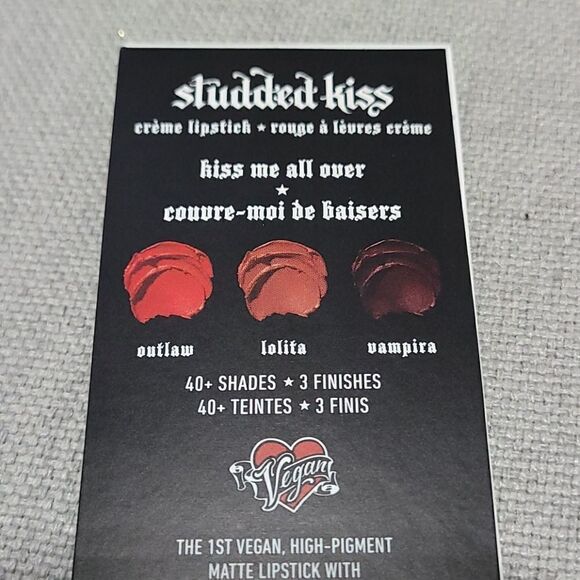 studded kiss
crème lipstick ★ rouge à lèvres crème
kiss me all over
★
couvre-moi de baisers
outlaw lolita vampira
40+ SHADES ★ 3 FINISHES
40+ TEINTES ★ 3 FINIS
Vegan
THE 1ST VEGAN, HIGH-PIGMENT
MATTE LIPSTICK WITH